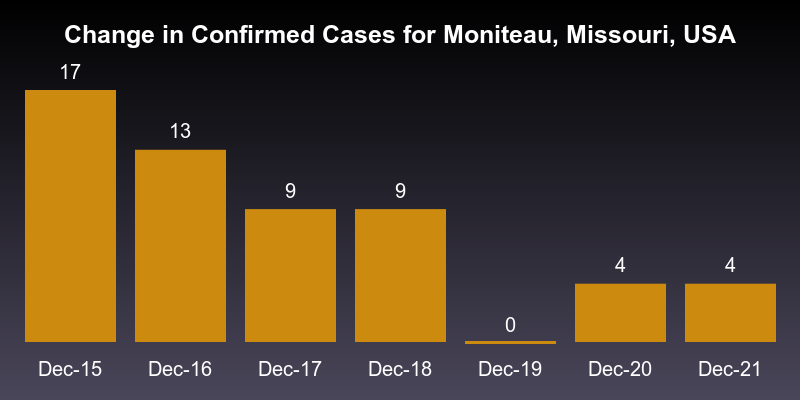 Change in Confirmed Cases for Moniteau, Missouri, USA
17
13
9
9
0
4
4
Dec-15
Dec-16
Dec-17
Dec-18
Dec-19
Dec-20
Dec-21